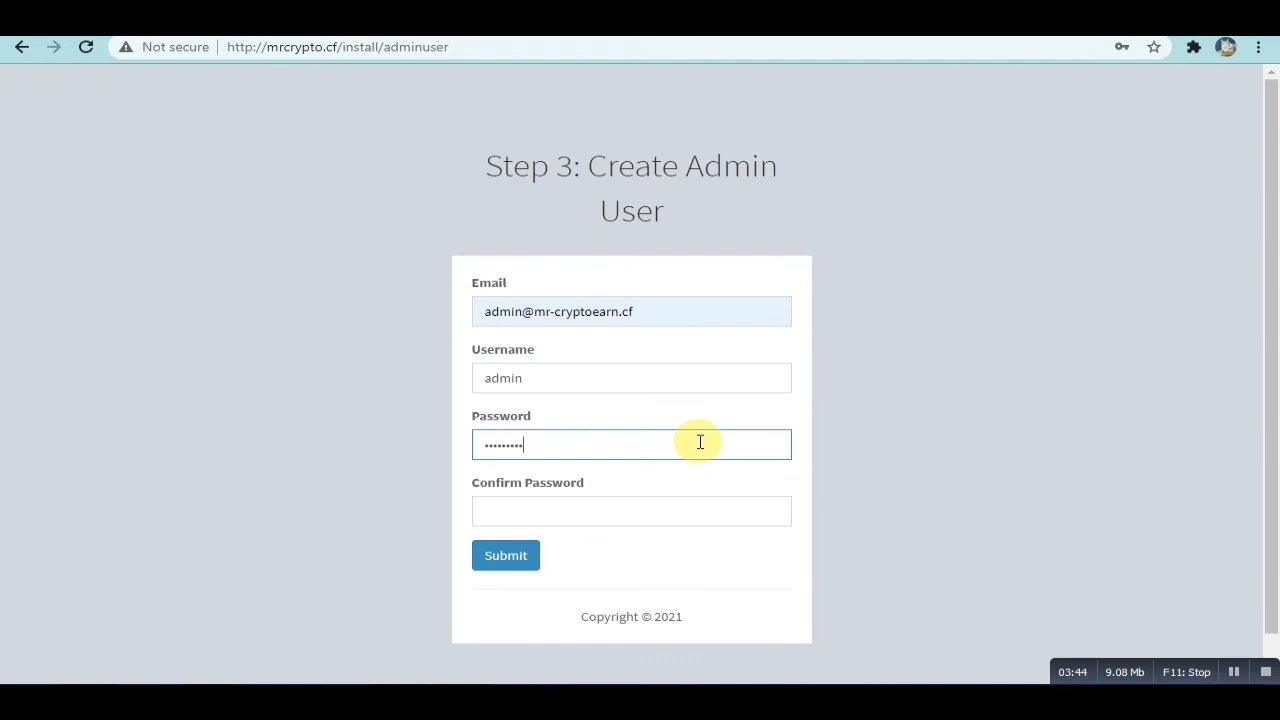 Not secure http://mrcrypto.cf/install/adminuser
Step 3: Create Admin
User
Email
admin@mr-cryptoearn.cf
Username
admin
Password
•••••••••
Confirm Password
Submit
Copyright © 2021
03:44 9.08 Mb F11: Stop